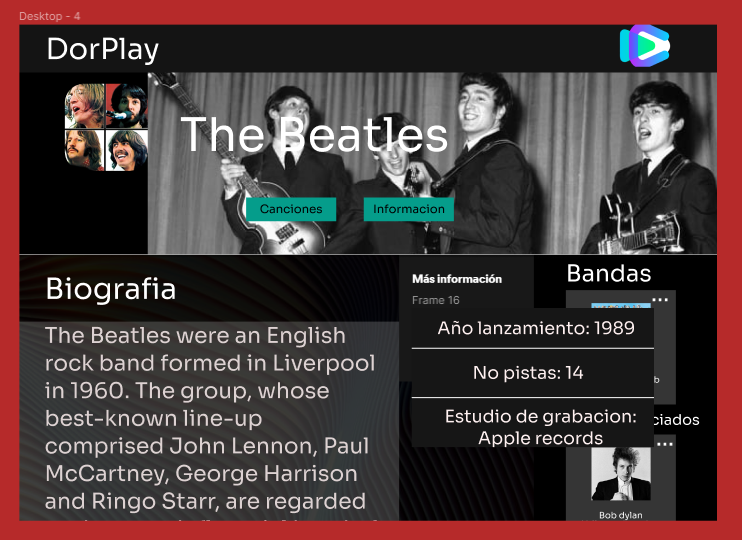 Desktop - 4
DorPlay
The Beatles
Canciones
Informacion
Biografia
The Beatles were an English
rock band formed in Liverpool
in 1960. The group, whose
best-known line-up
comprised John Lennon, Paul
McCartney, George Harrison
and Ringo Starr, are regarded
Más información
Frame 16
Año lanzamiento: 1989
No pistas: 14
Estudio de grabacion:
Apple records
Bandas
b
ciados
Bob dylan